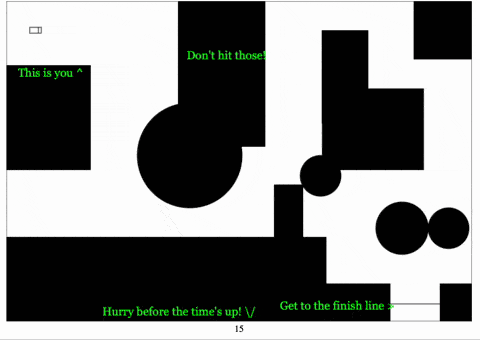 Don't hit those!
This is you ^
Hurry before the time's up! \/
Get to the finish line >
15